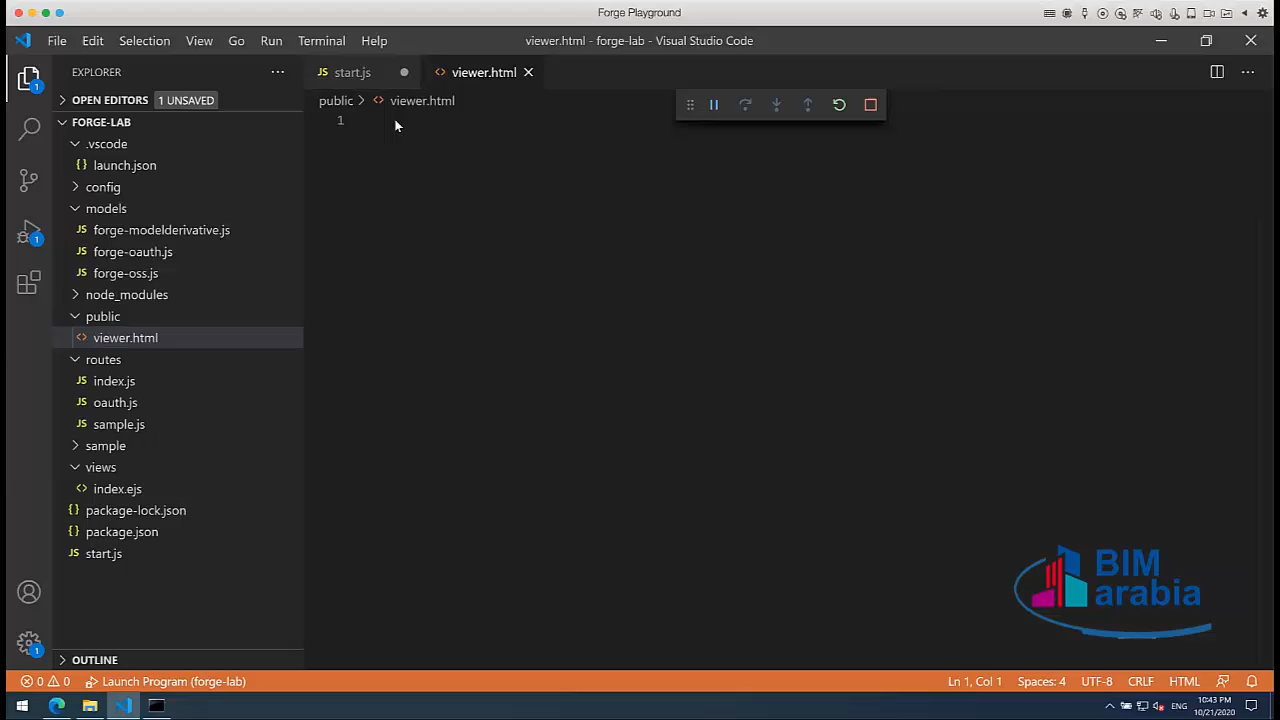 Forge Playground
File Edit Selection View Go Run Terminal Help
viewer.html - forge-lab - Visual Studio Code
EXPLORER
start.js
viewer.html
OPEN EDITORS 1 UNSAVED
public > viewer.html
FORGE-LAB
1
.vscode
launch.json
config
models
forge-modelderivative.js
forge-oauth.js
forge-oss.js
node_modules
public
viewer.html
routes
index.js
oauth.js
sample.js
sample
views
index.ejs
package-lock.json
package.json
start.js
OUTLINE
BIM
arabia
0 0 Launch Program (forge-lab)
Ln 1, Col 1 Spaces: 4 UTF-8 CRLF HTML
ENG
10:43 PM
10/21/2020